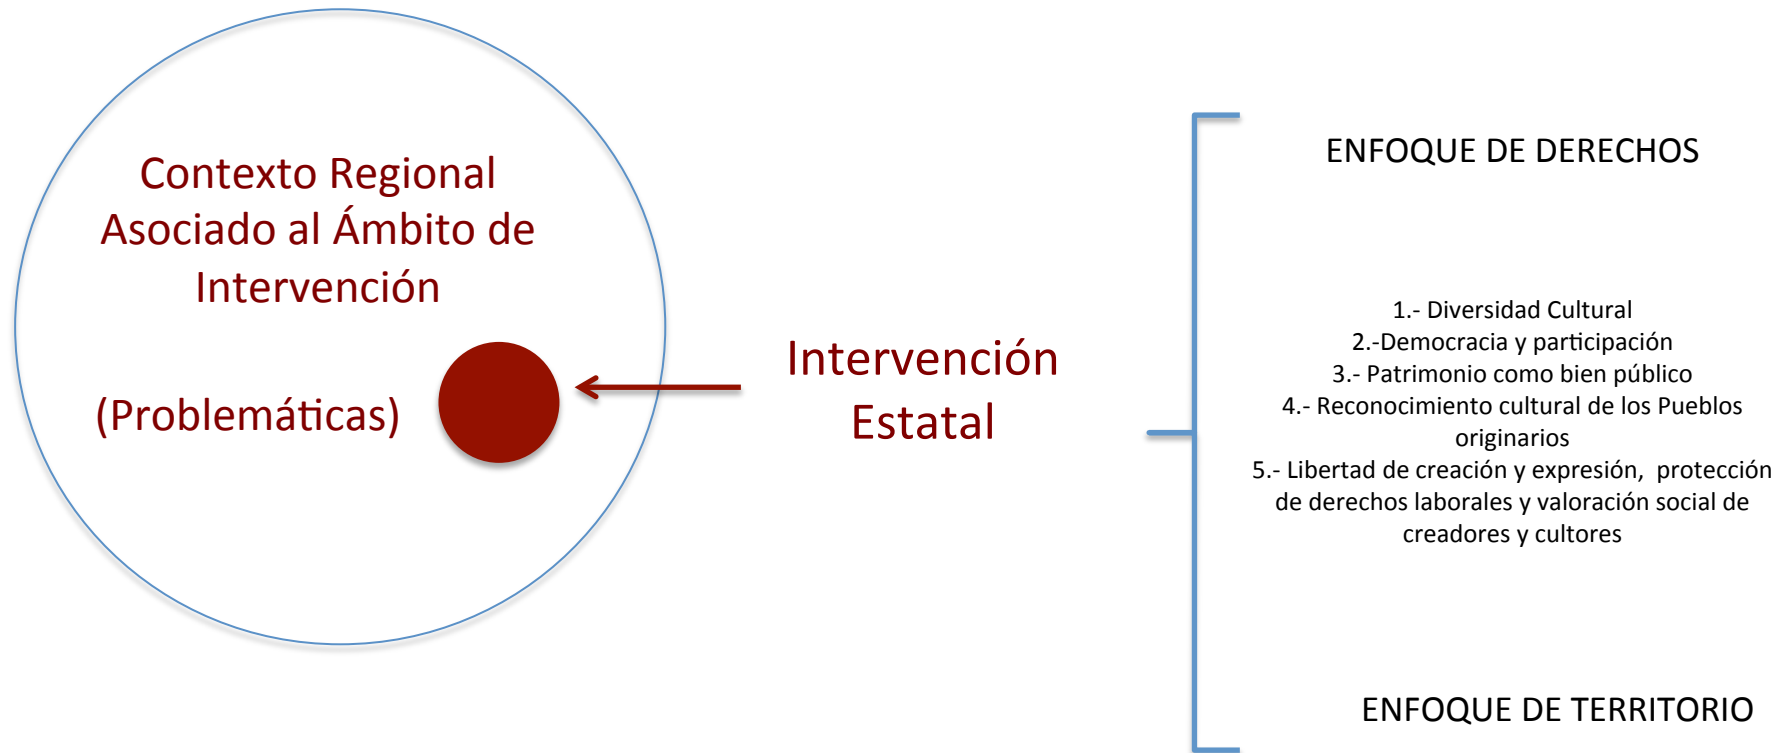 Contexto Regional
Asociado al Ámbito de
Intervención
(Problemáticas)
Intervención
Estatal
ENFOQUE DE DERECHOS
1.- Diversidad Cultural
2.-Democracia y participación
3.- Patrimonio como bien público
4.- Reconocimiento cultural de los Pueblos
originarios
5.- Libertad de creación y expresión, protección
de derechos laborales y valoración social de
creadores y cultores
ENFOQUE DE TERRITORIO